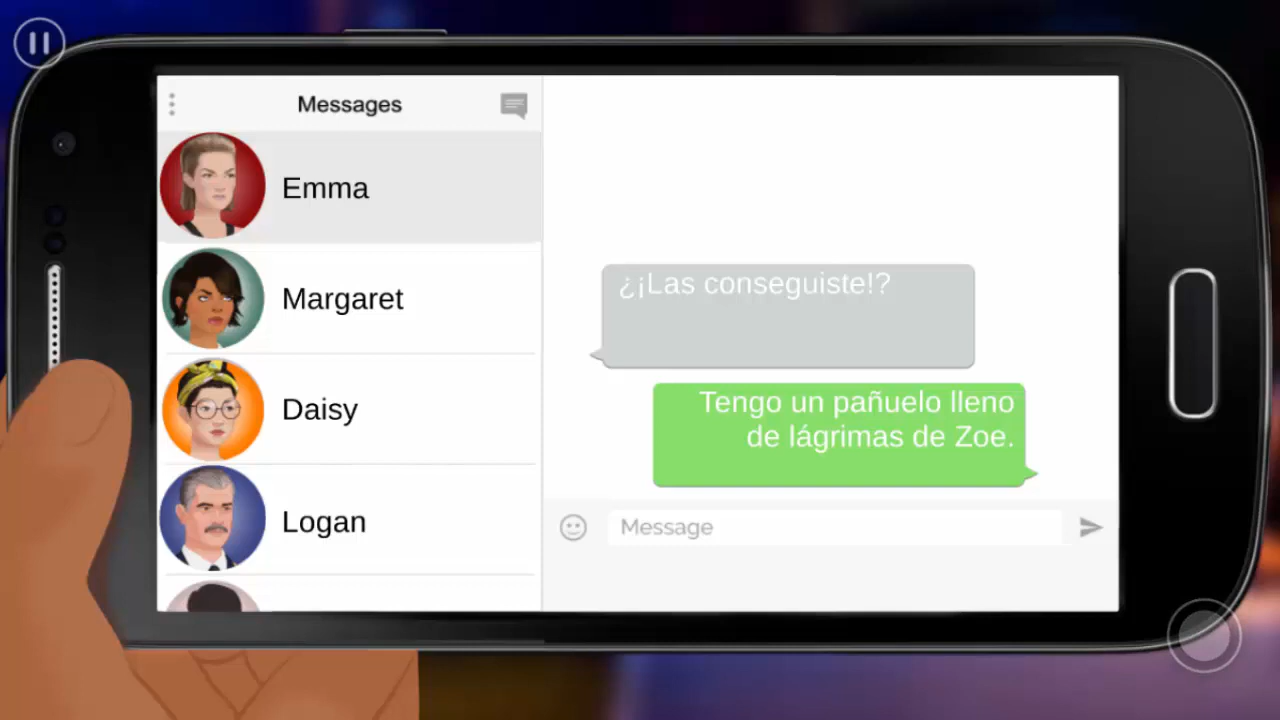 Messages
Emma
Margaret
Daisy
Logan
¿¡Las conseguiste!?
Tengo un pañuelo lleno
de lágrimas de Zoe.
Message